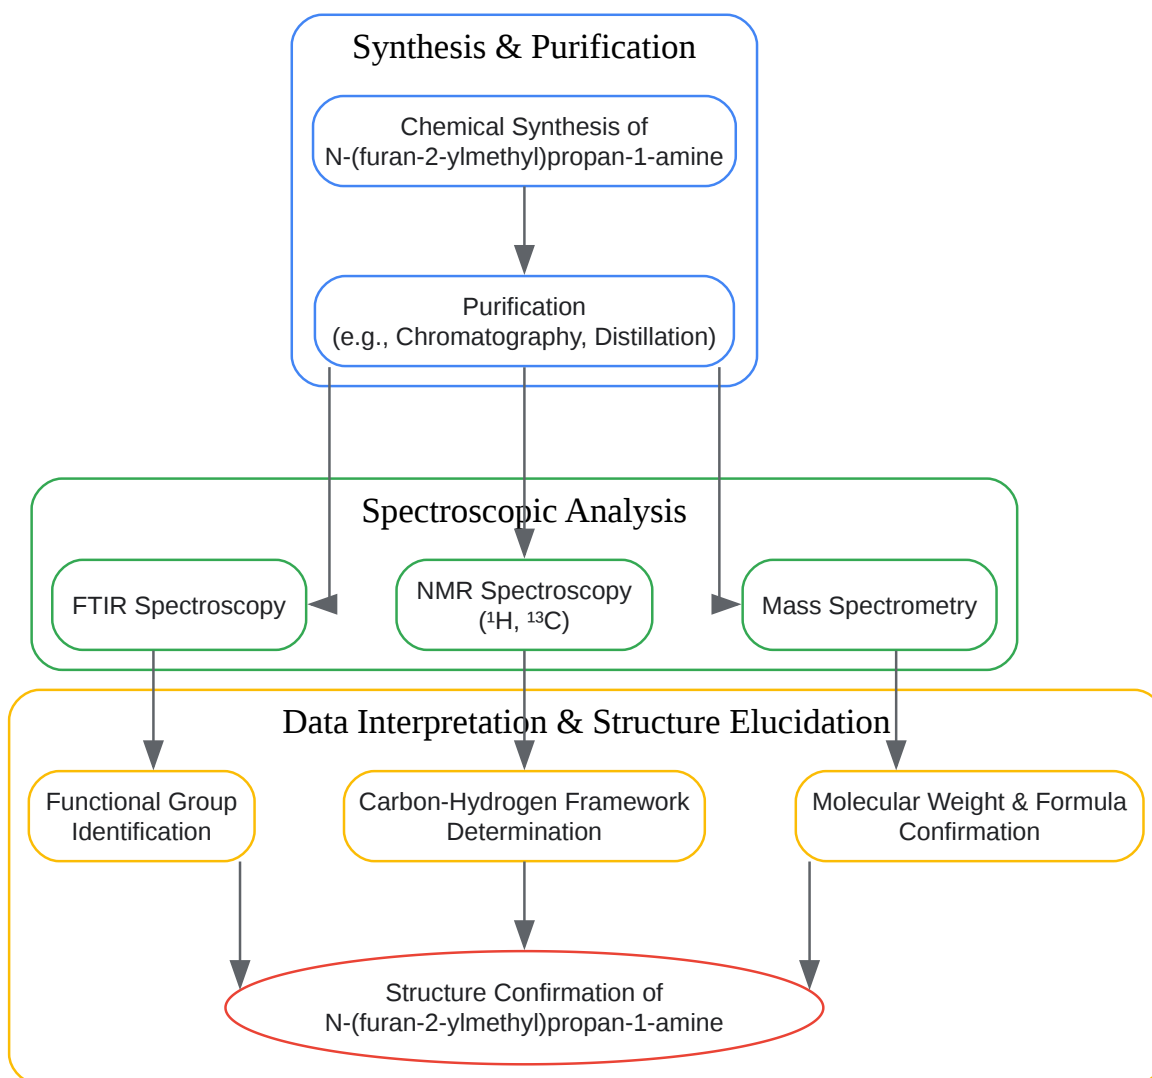 Synthesis & Purification
Chemical Synthesis of
N-(furan-2-ylmethyl)propan-1-amine
Purification
(e.g., Chromatography, Distillation)
Spectroscopic Analysis
FTIR Spectroscopy
NMR Spectroscopy
(¹H, ¹³C)
Mass Spectrometry
Data Interpretation & Structure Elucidation
Functional Group
Identification
Carbon-Hydrogen Framework
Determination
Molecular Weight & Formula
Confirmation
Structure Confirmation of
N-(furan-2-ylmethyl)propan-1-amine